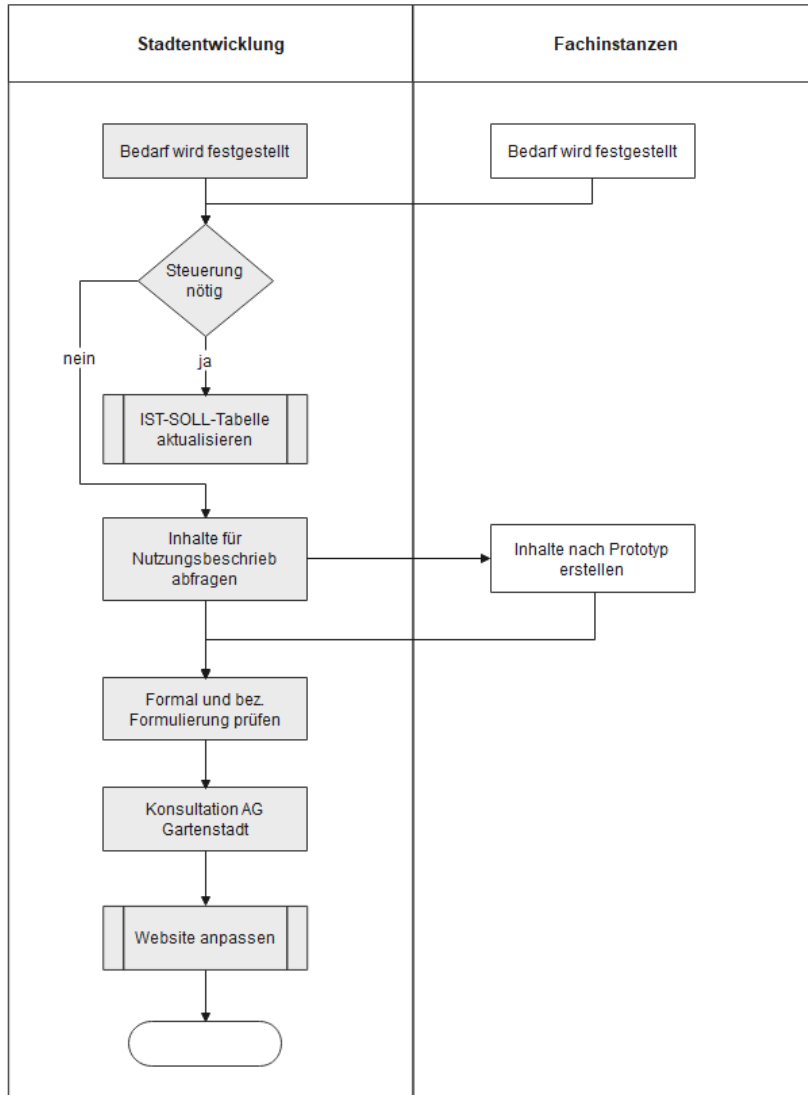 Stadtentwicklung
Fachinstanzen
Bedarf wird festgestellt
Bedarf wird festgestellt
Steuerung
nötig
nein
ja
IST-SOLL-Tabelle
aktualisieren
Inhalte für
Nutzungsbeschrieb
abfragen
Inhalte nach Prototyp
erstellen
Formal und bez.
Formulierung prüfen
Konsultation AG
Gartenstadt
Website anpassen